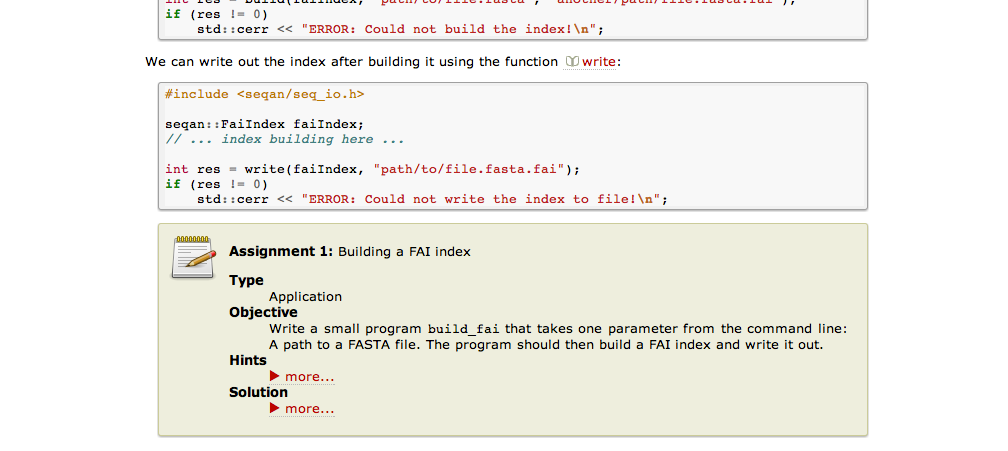 if (res != 0)
std::cerr << "ERROR: Could not build the index!\n";
We can write out the index after building it using the function write:
#include <seqan/seq_io.h>
seqan::FaiIndex faiIndex;
// ... index building here ...
int res = write(faiIndex, "path/to/file.fasta.fai");
if (res != 0)
std::cerr << "ERROR: Could not write the index to file!\n";
Assignment 1: Building a FAI index
Type
Application
Objective
Write a small program build_fai that takes one parameter from the command line:
A path to a FASTA file. The program should then build a FAI index and write it out.
Hints
more...
Solution
more...